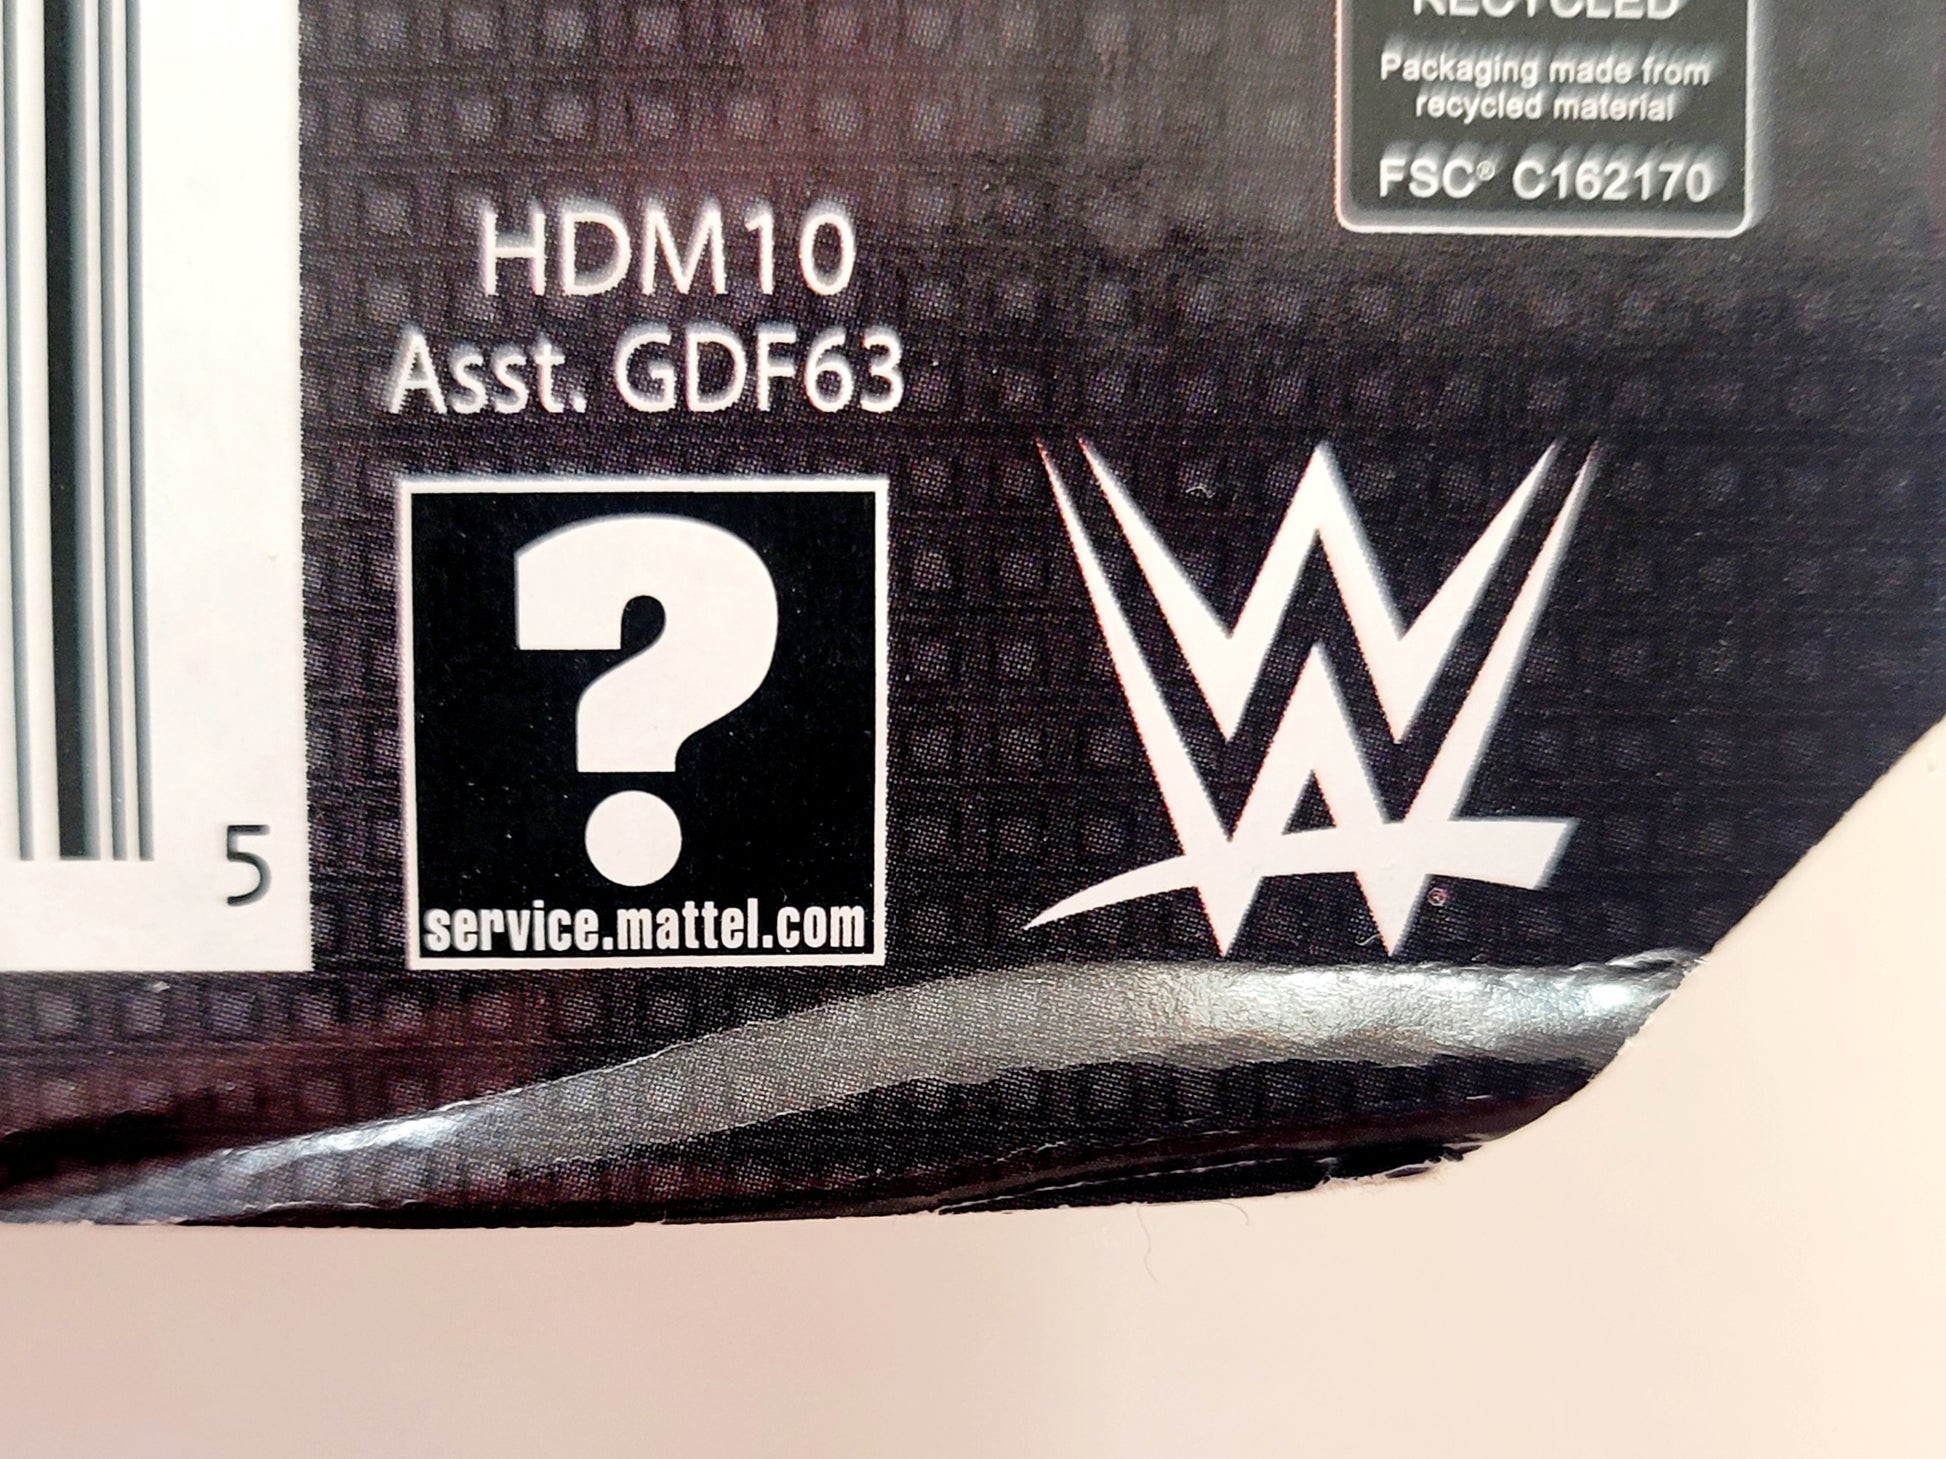 RECYCLED
Packaging made from
recycled material
FSC® C162170
HDM10
Asst. GDF63
?
service.mattel.com
W
®
5